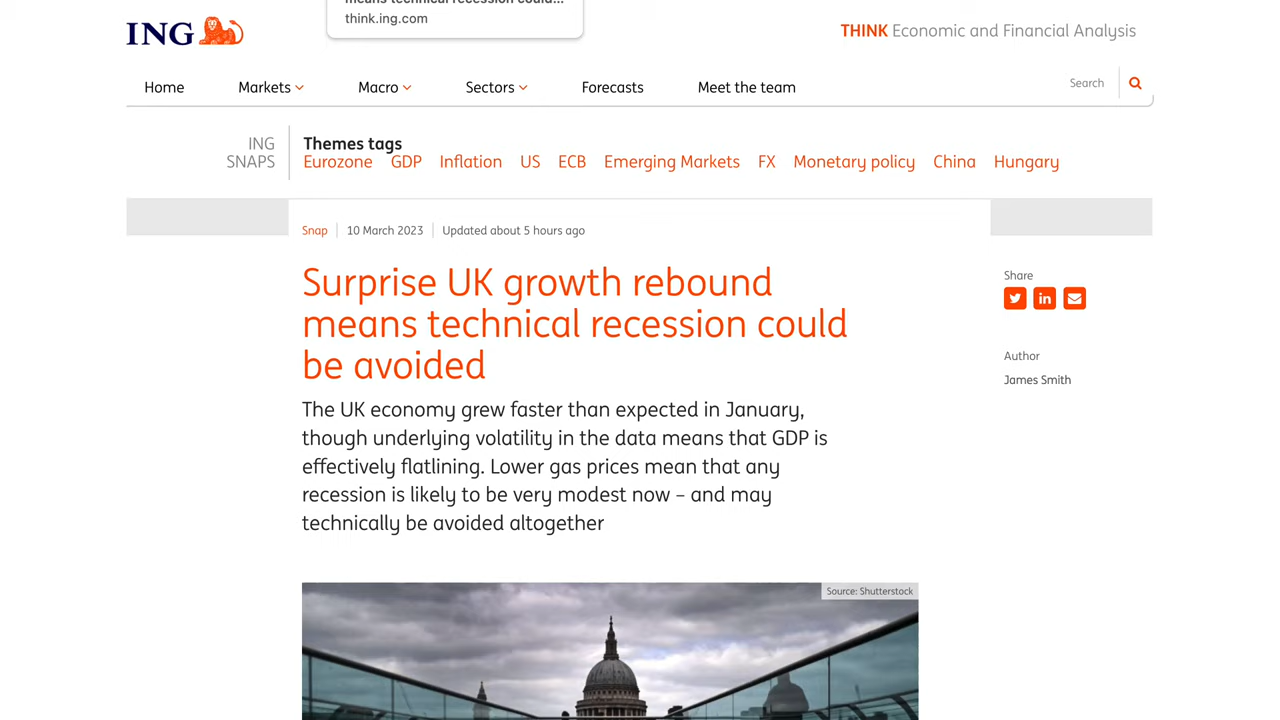 means technical recession could...
think.ing.com
ING
THINK Economic and Financial Analysis
Home Markets Macro Sectors Forecasts Meet the team Search
ING SNAPS
Themes tags
Eurozone GDP Inflation US ECB Emerging Markets FX Monetary policy China Hungary
Snap 10 March 2023 Updated about 5 hours ago
Surprise UK growth rebound
means technical recession could
be avoided
The UK economy grew faster than expected in January,
though underlying volatility in the data means that GDP is
effectively flatlining. Lower gas prices mean that any
recession is likely to be very modest now – and may
technically be avoided altogether
Share
Author
James Smith
Source: Shutterstock